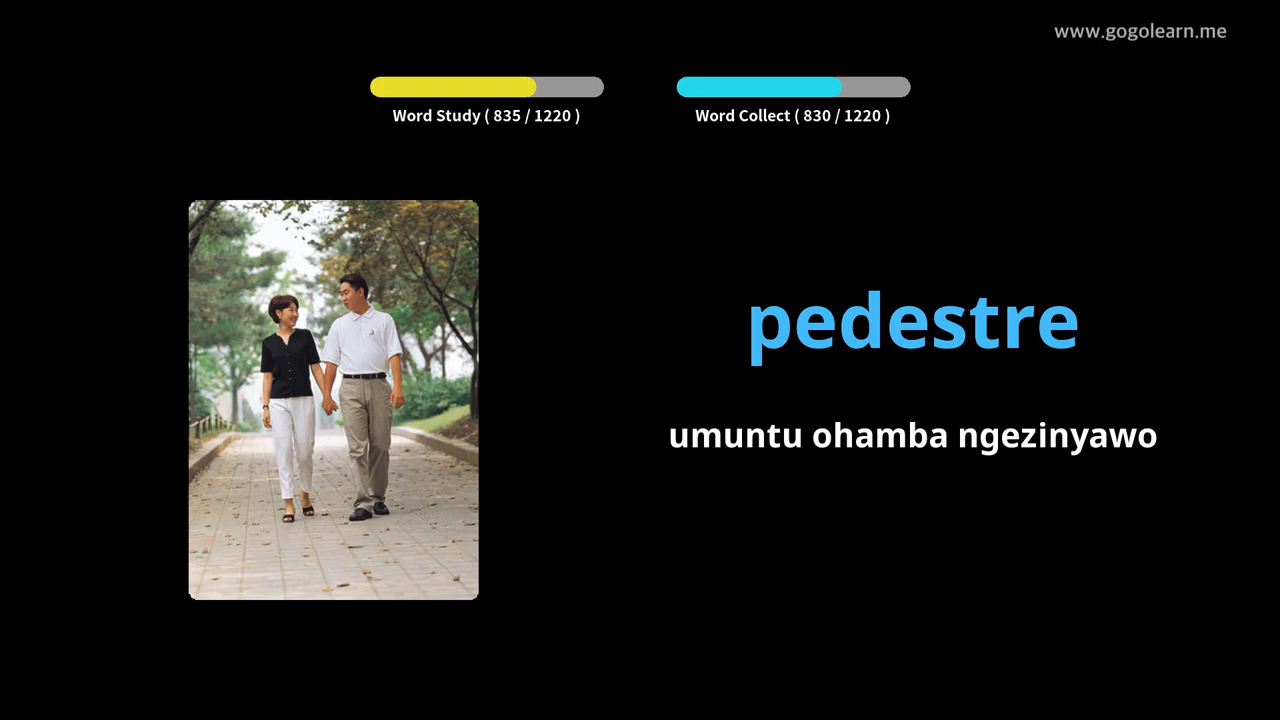 www.gogolearn.me
Word Study ( 835 / 1220 )
Word Collect ( 830 / 1220 )
pedestre
umuntu ohamba ngezinyawo